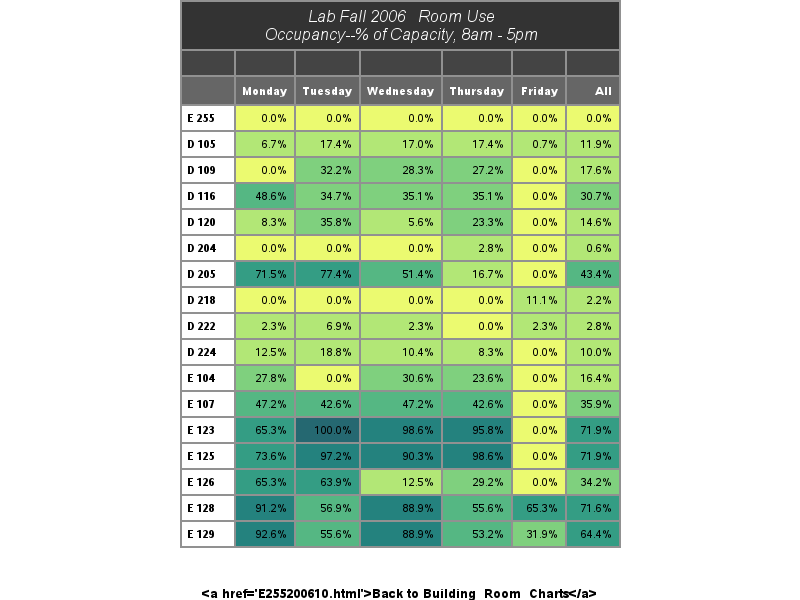 Lab Fall 2006   Room Use
Occupancy--% of Capacity, 8am - 5pm
Monday Tuesday Wednesday Thursday Friday All
E 255 0.0% 0.0% 0.0% 0.0% 0.0% 0.0%
D 105 6.7% 17.4% 17.0% 17.4% 0.7% 11.9%
D 109 0.0% 32.2% 28.3% 27.2% 0.0% 17.6%
D 116 48.6% 34.7% 35.1% 35.1% 0.0% 30.7%
D 120 8.3% 35.8% 5.6% 23.3% 0.0% 14.6%
D 204 0.0% 0.0% 0.0% 2.8% 0.0% 0.6%
D 205 71.5% 77.4% 51.4% 16.7% 0.0% 43.4%
D 218 0.0% 0.0% 0.0% 0.0% 11.1% 2.2%
D 222 2.3% 6.9% 2.3% 0.0% 2.3% 2.8%
D 224 12.5% 18.8% 10.4% 8.3% 0.0% 10.0%
E 104 27.8% 0.0% 30.6% 23.6% 0.0% 16.4%
E 107 47.2% 42.6% 47.2% 42.6% 0.0% 35.9%
E 123 65.3% 100.0% 98.6% 95.8% 0.0% 71.9%
E 125 73.6% 97.2% 90.3% 98.6% 0.0% 71.9%
E 126 65.3% 63.9% 12.5% 29.2% 0.0% 34.2%
E 128 91.2% 56.9% 88.9% 55.6% 65.3% 71.6%
E 129 92.6% 55.6% 88.9% 53.2% 31.9% 64.4%
<a href='E255200610.html'>Back to Building_Room_Charts</a>